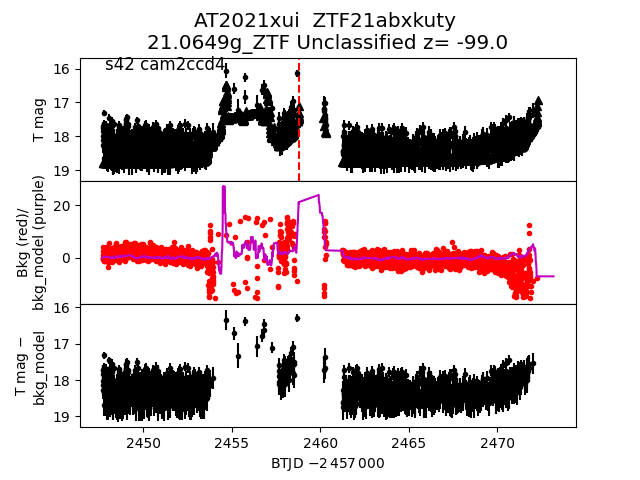 AT2021xui  ZTF21abxkuty
21.0649g_ZTF Unclassified z= -99.0
s42 cam2ccd4
16
17
18
19
T mag
20
0
Bkg (red)/
bkg_model (purple)
16
17
18
19
T mag −
bkg_model
2450 2455 2460 2465 2470
BTJD −2 457 000